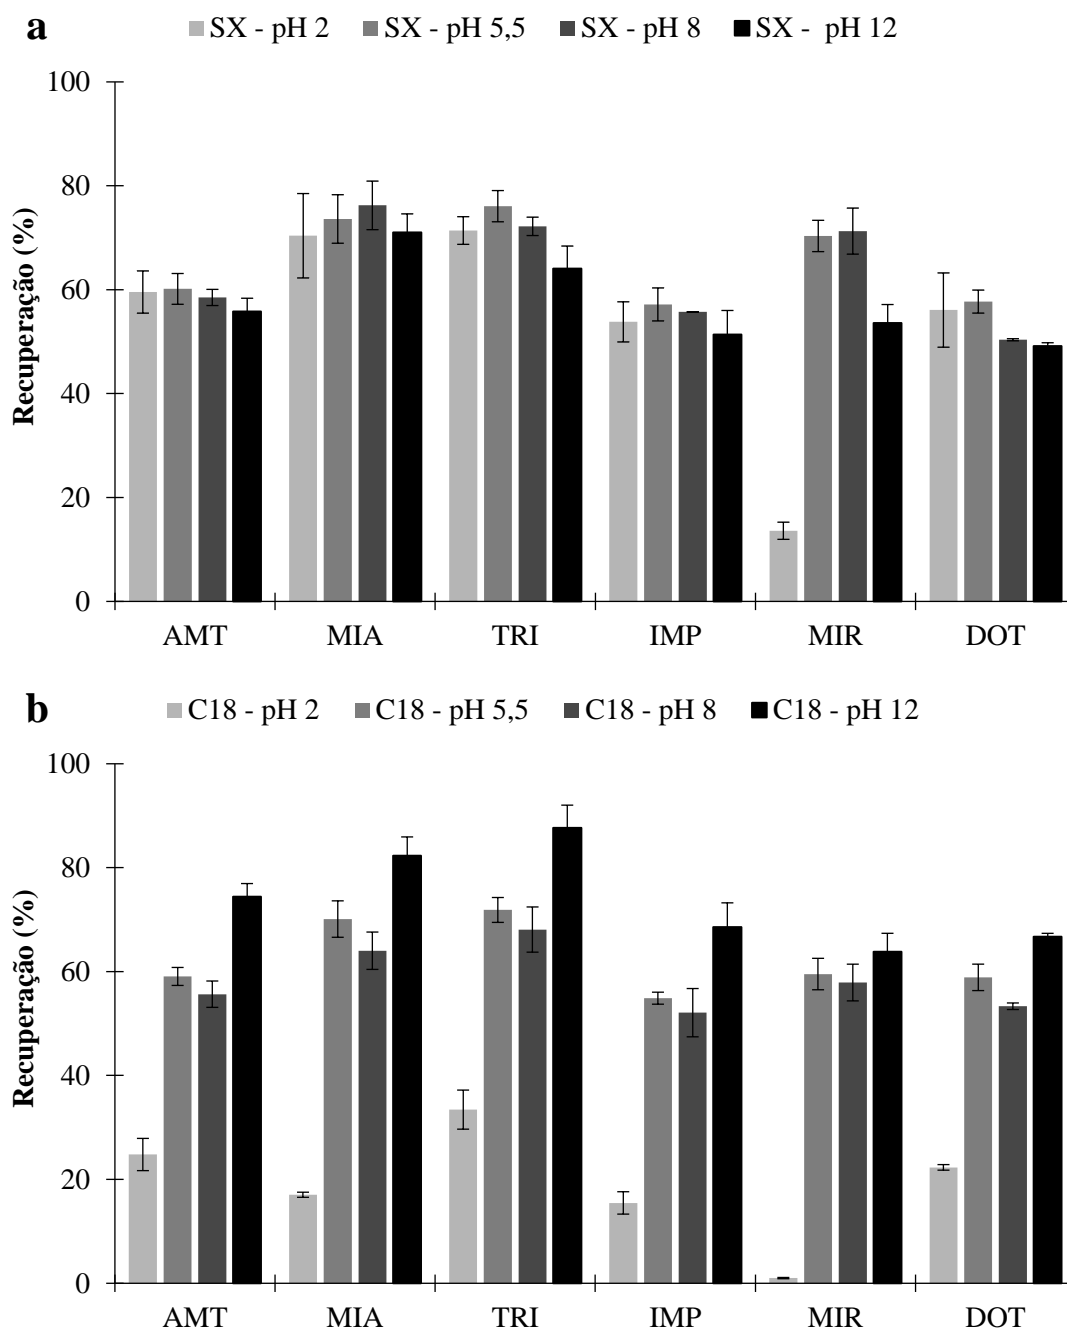 a
SX - pH 2 SX - pH 5,5 SX - pH 8 SX - pH 12
Recuperação (%)
100
80
60
40
20
0
AMT MIA TRI IMP MIR DOT
b
C18 - pH 2 C18 - pH 5,5 C18 - pH 8 C18 - pH 12
Recuperação (%)
100
80
60
40
20
0
AMT MIA TRI IMP MIR DOT